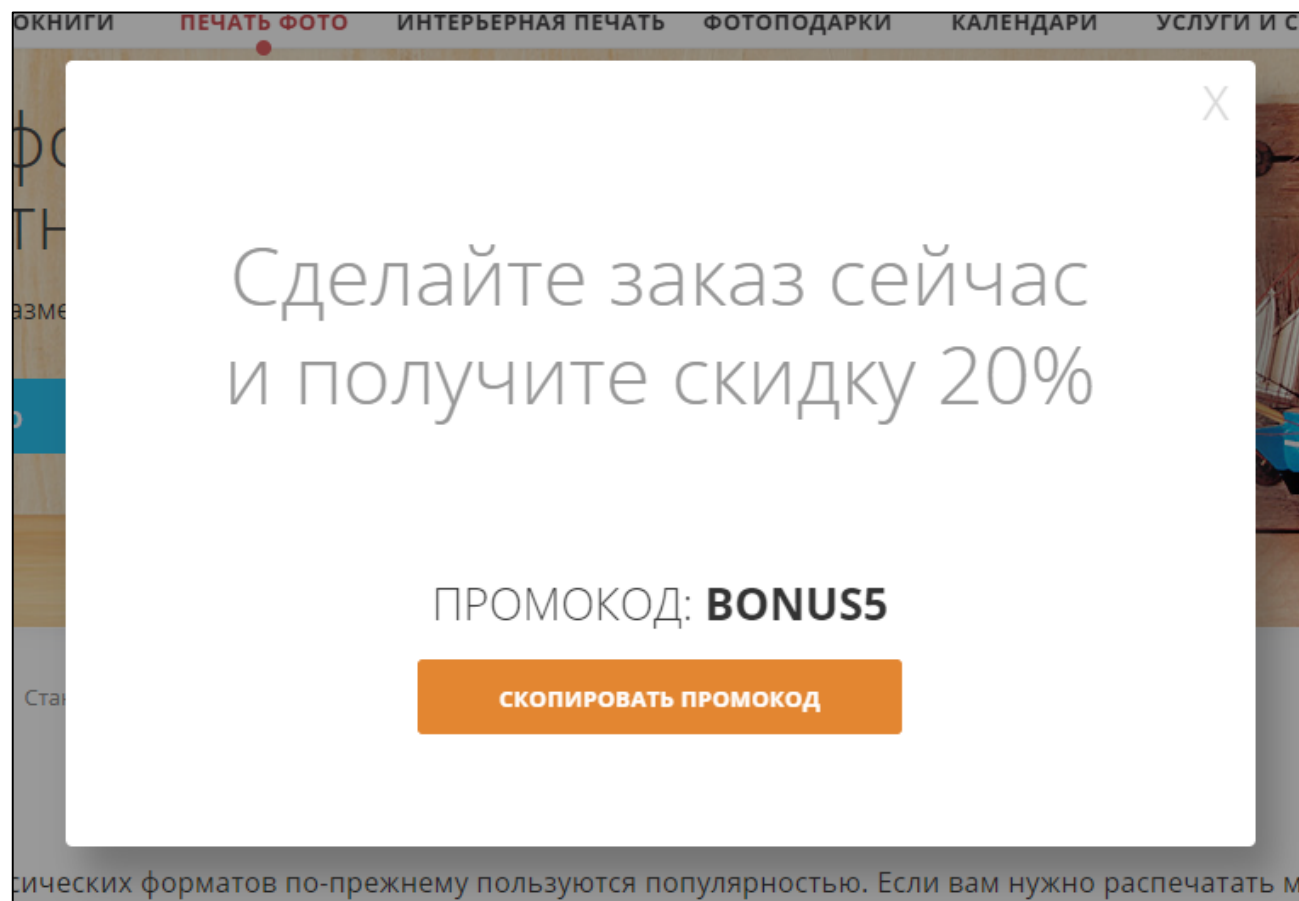 ОКНИГИ ПЕЧАТЬ ФОТО ИНТЕРЬЕРНАЯ ПЕЧАТЬ ФОТОПОДАРКИ КАЛЕНДАРИ УСЛУГИ И С
X
Сделайте заказ сейчас
и получите скидку 20%
ПРОМОКОД: BONUS5
СКОПИРОВАТЬ ПРОМОКОД
сических форматов по-прежнему пользуются популярностью. Если вам нужно распечатать м